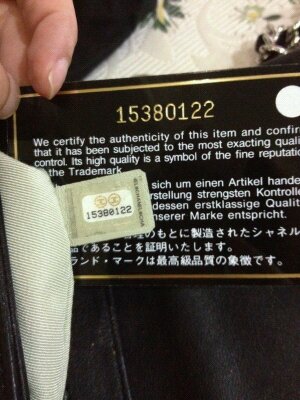 15380122
We certify the authenticity of this item and confir
that it has been subjected to the most exacting quali
control. Its high quality is a symbol of the fine reputatio
the Trademark.
sich um einen Artikel hande
erstellung strengsten Kontrolle
dessen erstklassige Qualit
nserer Marke entspricht.
15380122
のもとに製造されたシャネル
品であることを証明いたします。
ランド・マークは最高級品質の象徴です。